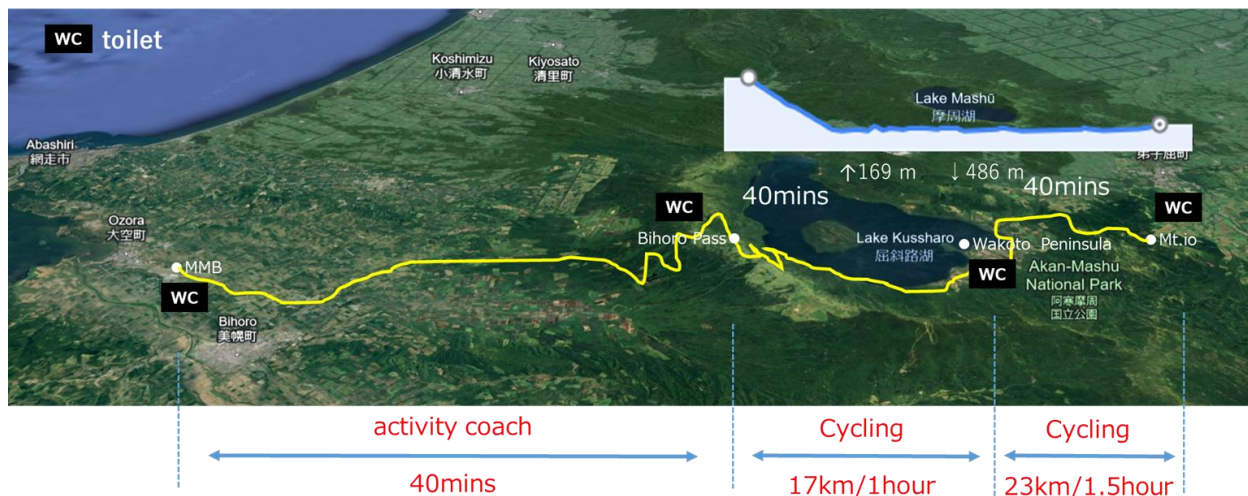 WC toilet
Koshimizu
小清水町
Kiyosato
清里町
Lake Mashū
摩周湖
Abashiri
網走市
弟子屈町
↑169 m ↓486 m
40mins
40mins
WC
WC
Ozora
大空町
Bihoro Pass
Lake Kussharo
屈斜路湖
Wakoto Peninsula
Mt.io
MMB
WC
WC
Akan-Mashu
National Park
阿寒摩周
国立公園
Bihoro
美幌町
activity coach
Cycling
Cycling
40mins
17km/1hour
23km/1.5hour